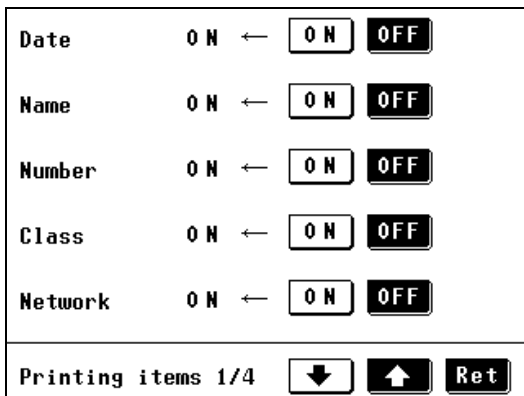 Date ON ← ON OFF
Name ON ← ON OFF
Number ON ← ON OFF
Class ON ← ON OFF
Network ON ← ON OFF
Printing items 1/4 Ret